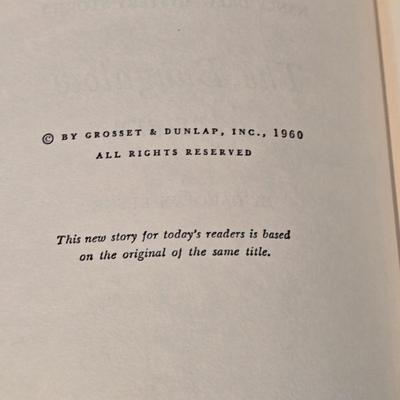 © BY GROSSET & DUNLAP, INC., 1960
ALL RIGHTS RESERVED
This new story for today's readers is based
on the original of the same title.